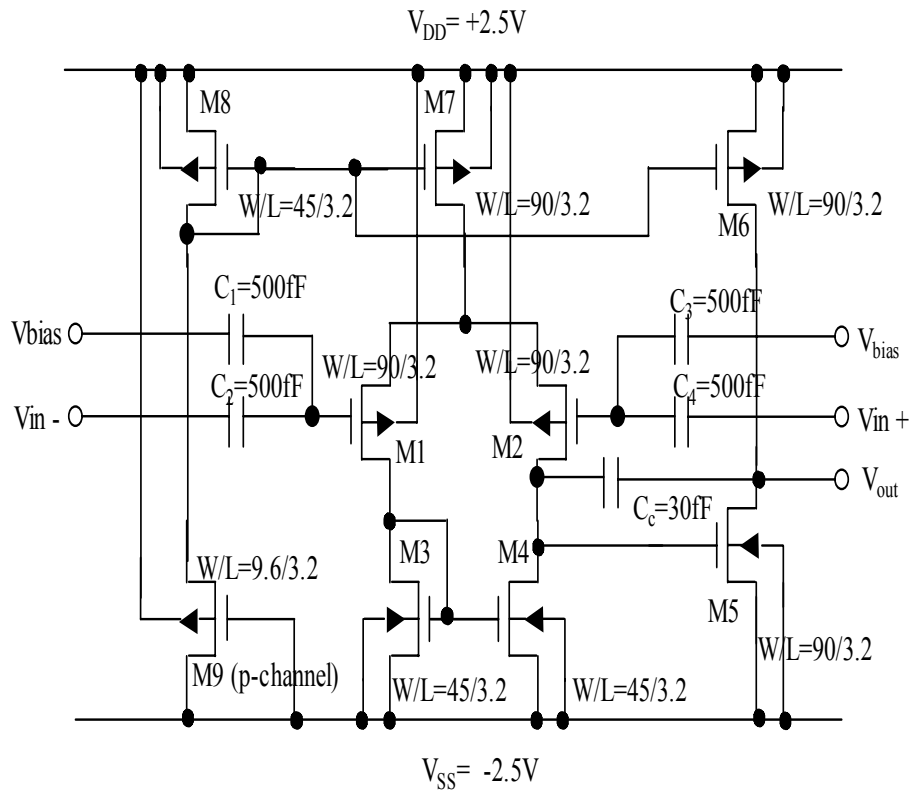 V_DD= +2.5V
M8
M7
W/L=45/3.2
W/L=90/3.2
M6
W/L=90/3.2
C_1=500fF
C_3=500fF
Vbias
V_bias
W/L=90/3.2
W/L=90/3.2
C_2=500fF
C_4=500fF
Vin -
Vin +
M1
M2
V_out
C_c=30fF
M3
M4
W/L=9.6/3.2
M5
M9 (p-channel)
W/L=90/3.2
W/L=45/3.2
W/L=45/3.2
V_SS= -2.5V